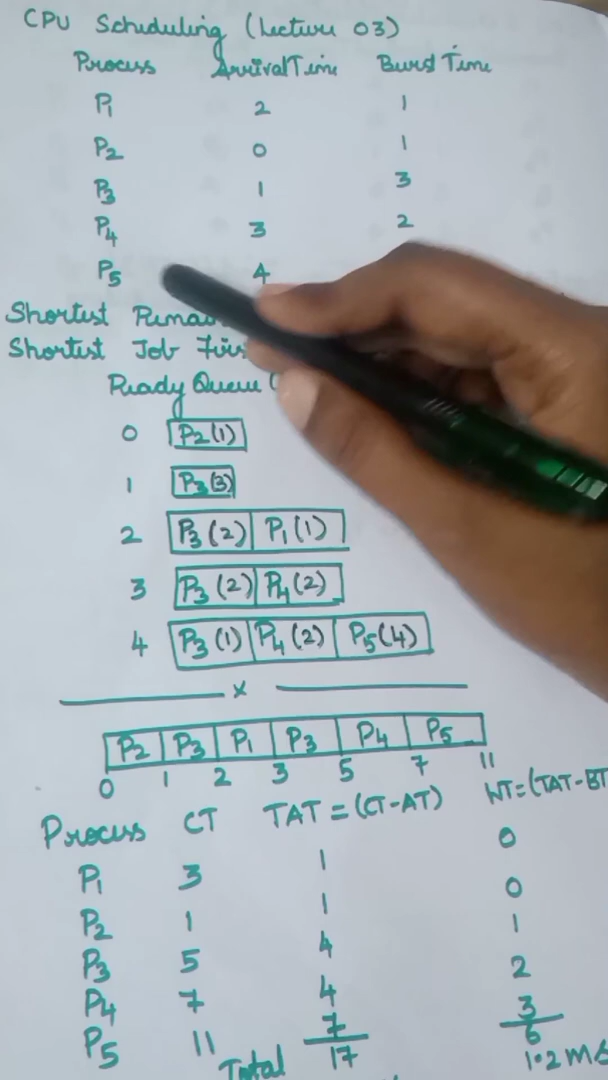 CPU Scheduling (Lecture 03)
Process Arrival Time Burst Time
P1 2 1
P2 0 1
P3 1 3
P4 3 2
P5 4
Shortest
Shortest Job
Ready Queue (
0 P2(1)
1 P3(3)
2 P3(2) P1(1)
3 P3(2) P4(2)
4 P3(1) P4(2) P5(4)
x
P2 P3 P1 P3 P4 P5
0 1 2 3 5 7 11
Process CT TAT = (CT-AT) WT = (TAT-BT
P1 3 1 0
P2 1 1 0
P3 5 4 1
P4 7 4 2
P5 11 7 3
Total 17 6
1.2 ms